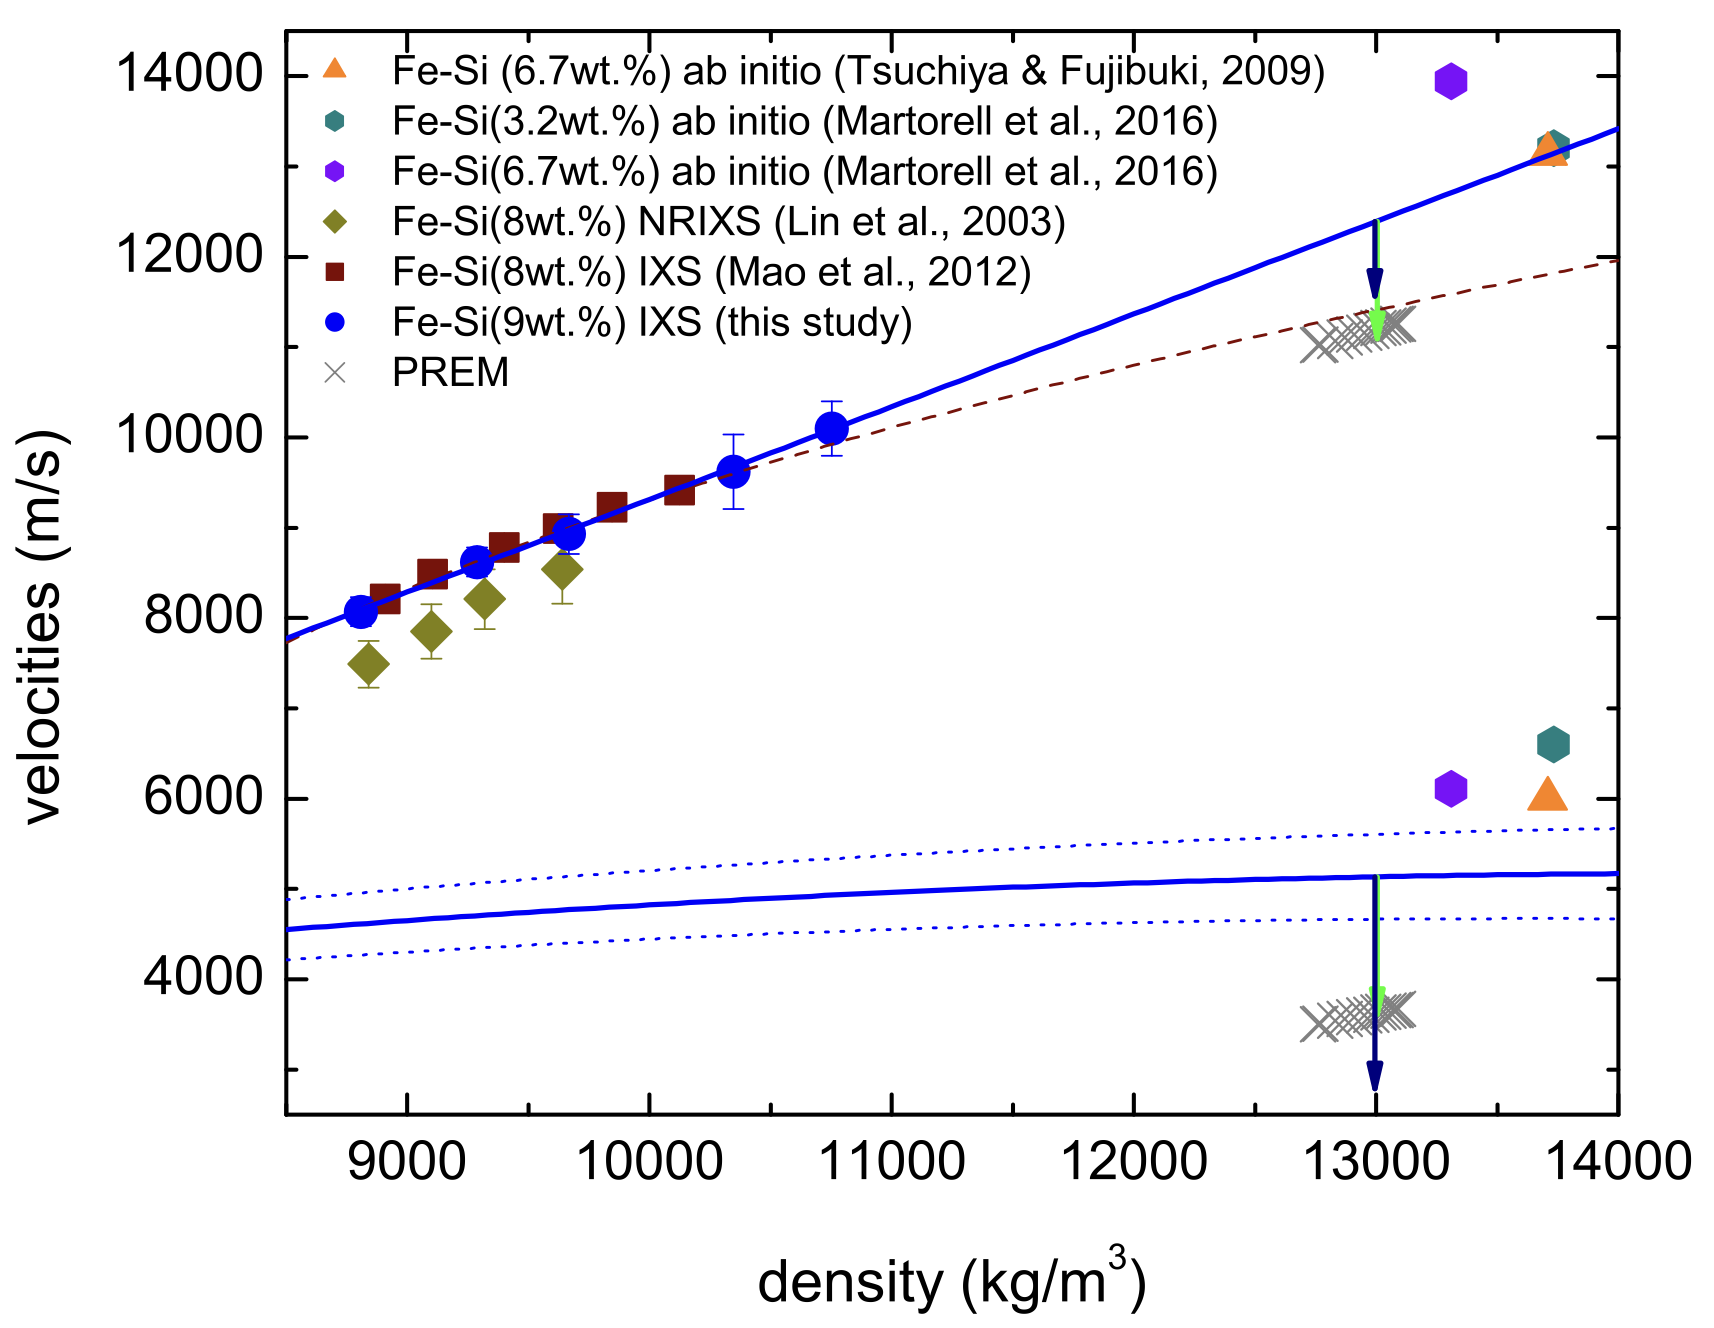 14000
12000
10000
8000
6000
4000
velocities (m/s)
Fe-Si (6.7wt.%) ab initio (Tsuchiya & Fujibuki, 2009)
Fe-Si(3.2wt.%) ab initio (Martorell et al., 2016)
Fe-Si(6.7wt.%) ab initio (Martorell et al., 2016)
Fe-Si(8wt.%) NRIXS (Lin et al., 2003)
Fe-Si(8wt.%) IXS (Mao et al., 2012)
Fe-Si(9wt.%) IXS (this study)
PREM
9000 10000 11000 12000 13000 14000
density (kg/m³)